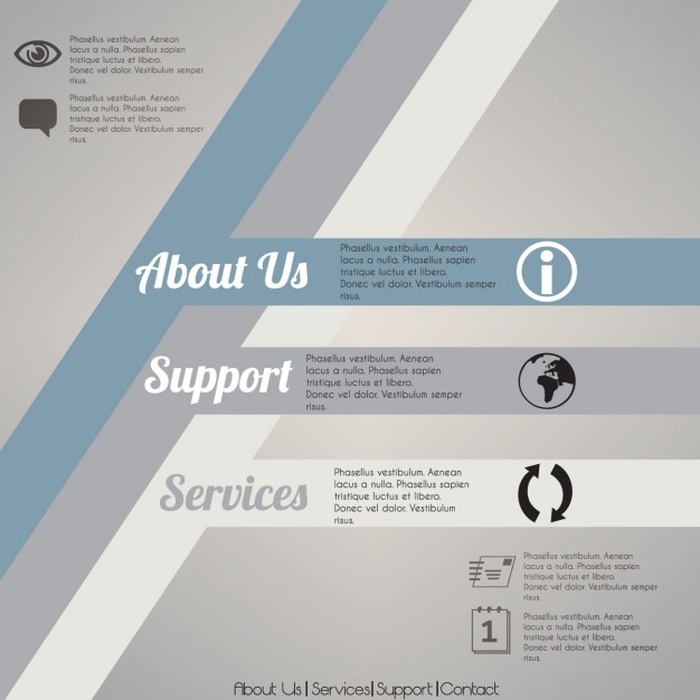 Phasellus vestibulum. Aenean
lacus a nulla. Phasellus sapien
tristique luctus et libero.
Donec vel dolor. Vestibulum semper
risus.
Phasellus vestibulum. Aenean
lacus a nulla. Phasellus sapien
tristique luctus et libero.
Donec vel dolor. Vestibulum semper
risus.
About Us
Phasellus vestibulum. Aenean
lacus a nulla. Phasellus sapien
tristique luctus et libero.
Donec vel dolor. Vestibulum semper
risus.
i
Support
Phasellus vestibulum. Aenean
lacus a nulla. Phasellus sapien
tristique luctus et libero.
Donec vel dolor. Vestibulum semper
risus.
Services
Phasellus vestibulum. Aenean
lacus a nulla. Phasellus sapien
tristique luctus et libero.
Donec vel dolor. Vestibulum semper
risus.
Phasellus vestibulum. Aenean
lacus a nulla. Phasellus sapien
tristique luctus et libero.
Donec vel dolor. Vestibulum semper
risus.
1
Phasellus vestibulum. Aenean
lacus a nulla. Phasellus sapien
tristique luctus et libero.
Donec vel dolor. Vestibulum semper
risus.
About Us| Services| Support |Contact